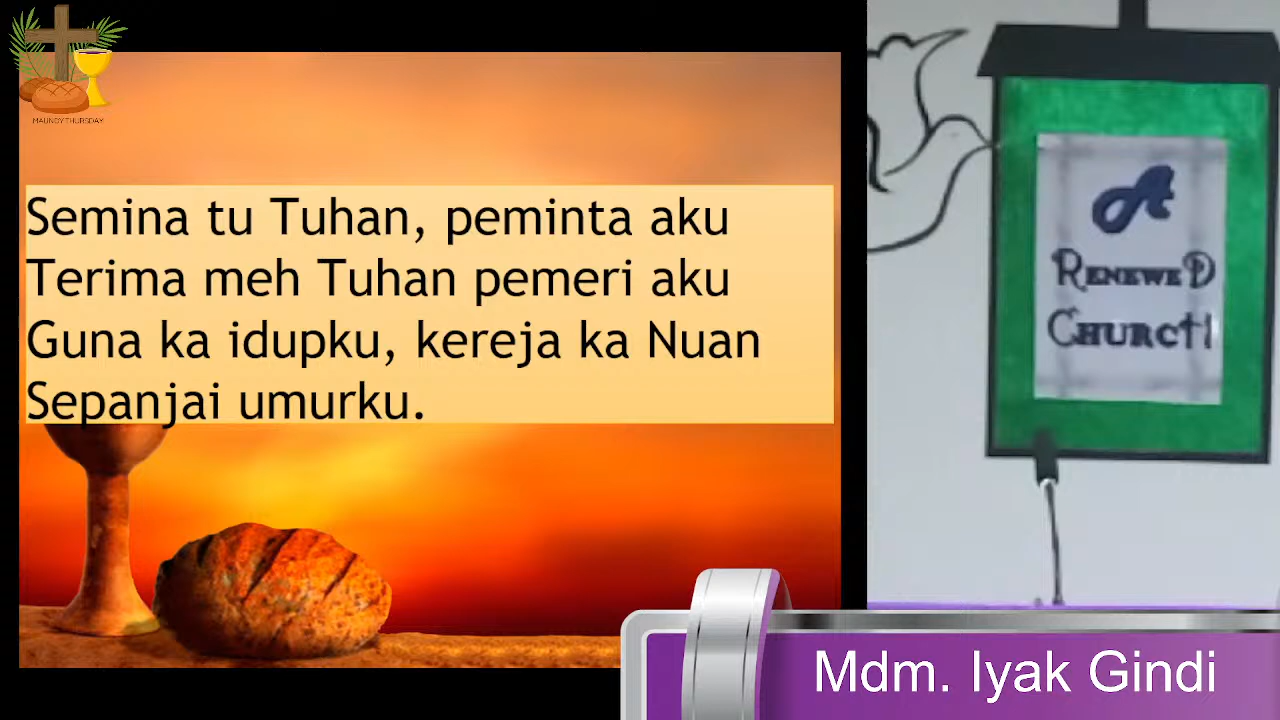 MAUNDY THURSDAY
Semina tu Tuhan, peminta aku
Terima meh Tuhan pemeri aku
Guna ka idupku, kereja ka Nuan
Sepanjai umurku.
A
RENEWED
CHURCH
Mdm. Iyak Gindi